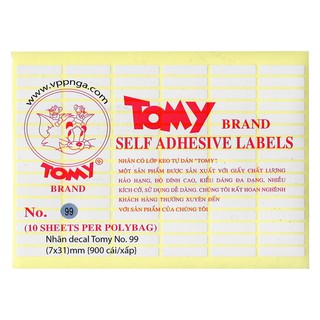 www.vppnga.com
TOMY®
BRAND
TOMY BRAND
SELF ADHESIVE LABELS
NHÃN CÓ LỚP KEO TỰ DÁN "TOMY":
MỘT SẢN PHẨM ĐƯỢC SẢN XUẤT VỚI GIẤY CHẤT LƯỢNG
HẢO HẠNG, ĐỘ DÍNH CAO, KIỂU DÁNG ĐA DẠNG, NHIỀU
KÍCH CỠ, SỬ DỤNG DỄ DÀNG. CHÚNG TÔI RẤT HOAN NGHÊNH
KHÁCH HÀNG THƯỜNG XUYÊN ĐẾN
VỚI SẢN PHẨM CỦA CHÚNG TÔI
No. 99
(10 SHEETS PER POLYBAG)
Nhãn decal Tomy No. 99
(7x31)mm (900 cái/xấp)